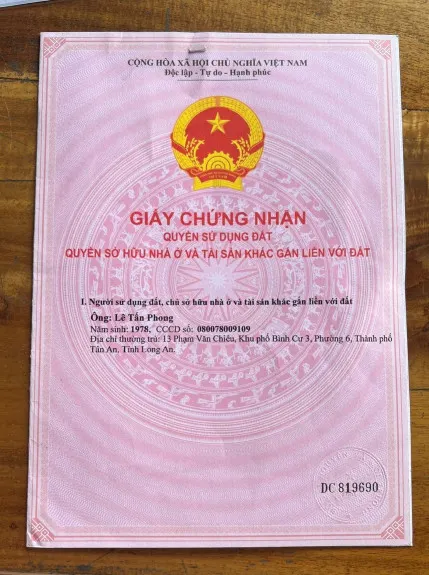 CỘNG HÒA XÃ HỘI CHỦ NGHĨA VIỆT NAM
Độc lập - Tự do - Hạnh phúc
GIẤY CHỨNG NHẬN
QUYỀN SỬ DỤNG ĐẤT
QUYỀN SỞ HỮU NHÀ Ở VÀ TÀI SẢN KHÁC GẮN LIỀN VỚI ĐẤT
I. Người sử dụng đất, chủ sở hữu nhà ở và tài sản khác gắn liền với đất
Ông: Lê Tấn Phong
Năm sinh: 1978, CCCD số: 080078009109
Địa chỉ thường trú: 13 Phạm Văn Chiêu, Khu phố Bình Cư 3, Phường 6, Thành phố
Tân An, Tỉnh Long An.
DC 819690